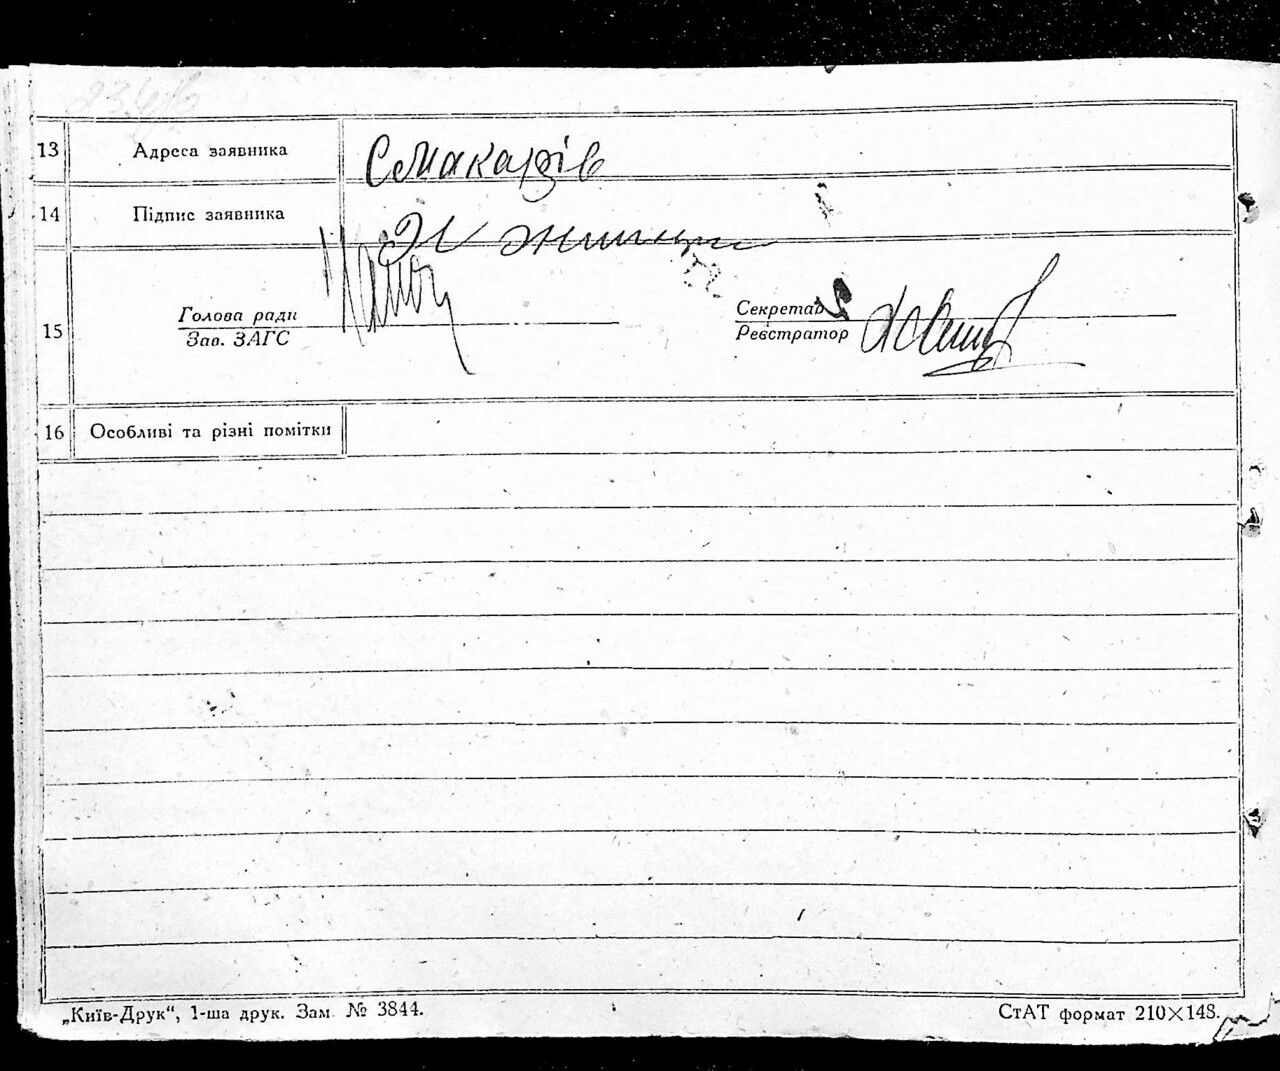 13 Адреса заявника с Макарів
14 Підпис заявника
Голова ради Секретар
15
Зав. ЗАГС Реєстратор
16 Особливі та різні помітки
„Київ-Друк“, 1-ша друк. Зам. № 3844. СтАТ формат 210×148.